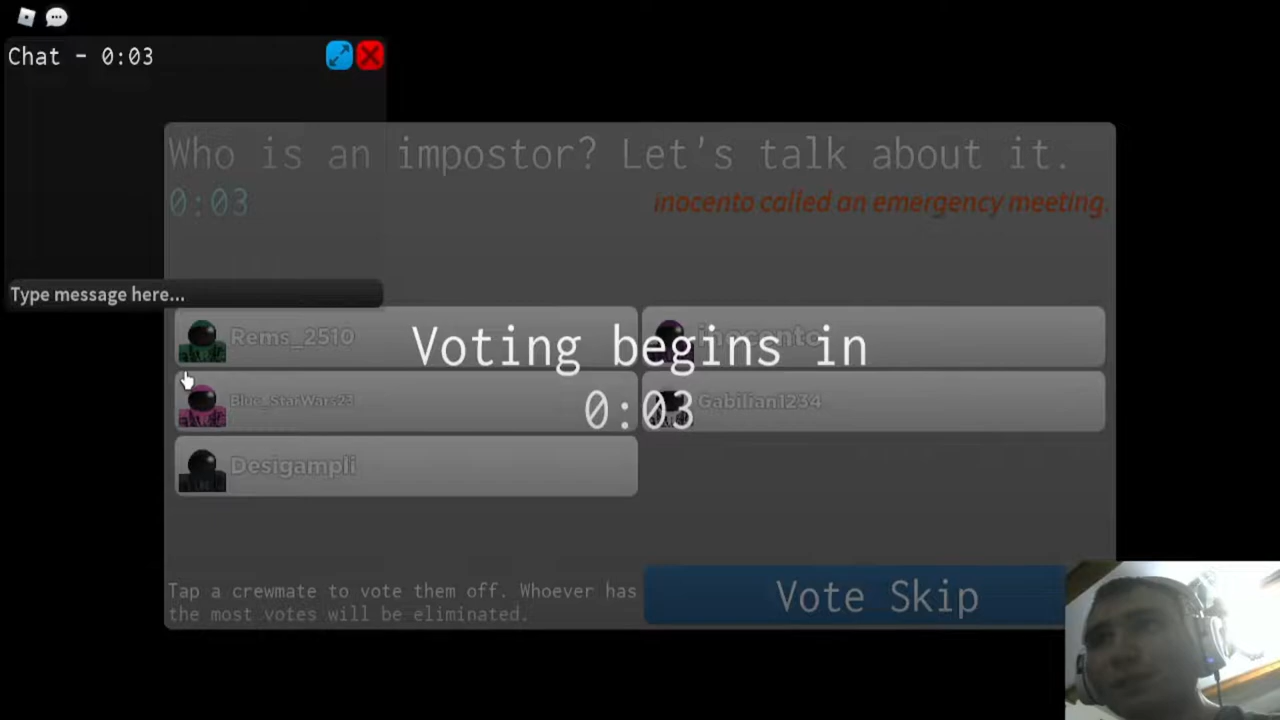 Chat - 0:03
Who is an impostor? Let's talk about it.
0:03
inocento called an emergency meeting.
Type message here...
Rems_2510
inocento
Voting begins in
0:03
Blue_StarWars23
Gabilian1234
Desigampli
Tap a crewmate to vote them off. Whoever has
the most votes will be eliminated.
Vote Skip